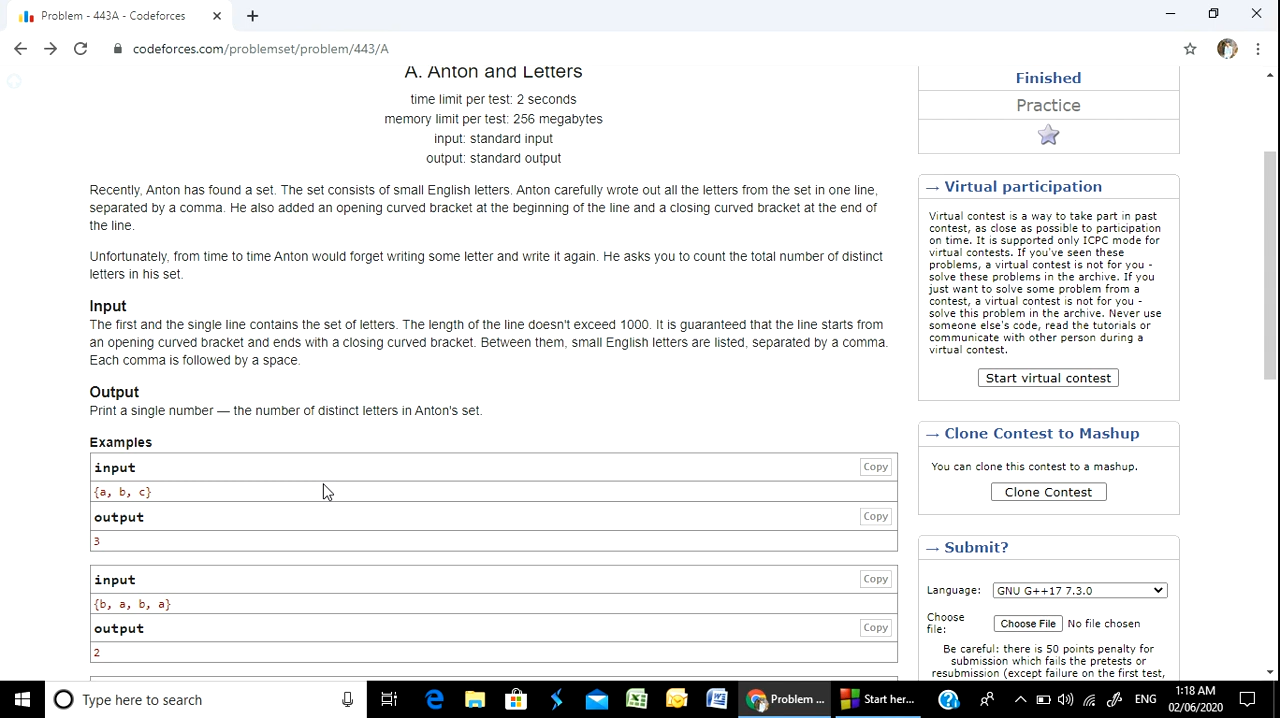 Problem - 443A - Codeforces
codeforces.com/problemset/problem/443/A
A. Anton and Letters
time limit per test: 2 seconds
memory limit per test: 256 megabytes
input: standard input
output: standard output
Recently, Anton has found a set. The set consists of small English letters. Anton carefully wrote out all the letters from the set in one line,
separated by a comma. He also added an opening curved bracket at the beginning of the line and a closing curved bracket at the end of
the line.
Unfortunately, from time to time Anton would forget writing some letter and write it again. He asks you to count the total number of distinct
letters in his set.
Input
The first and the single line contains the set of letters. The length of the line doesn't exceed 1000. It is guaranteed that the line starts from
an opening curved bracket and ends with a closing curved bracket. Between them, small English letters are listed, separated by a comma.
Each comma is followed by a space.
Output
Print a single number — the number of distinct letters in Anton's set.
Examples
input
Copy
{a, b, c}
output
Copy
3
input
Copy
{b, a, b, a}
output
Copy
2
Finished
Practice
→ Virtual participation
Virtual contest is a way to take part in past
contest, as close as possible to participation
on time. It is supported only ICPC mode for
virtual contests. If you've seen these
problems, a virtual contest is not for you -
solve these problems in the archive. If you
just want to solve some problem from a
contest, a virtual contest is not for you -
solve this problem in the archive. Never use
someone else's code, read the tutorials or
communicate with other person during a
virtual contest.
Start virtual contest
→ Clone Contest to Mashup
You can clone this contest to a mashup.
Clone Contest
→ Submit?
Language: GNU G++17 7.3.0
Choose
file:
Choose File No file chosen
Be careful: there is 50 points penalty for
submission which fails the pretests or
resubmission (except failure on the first test,
Type here to search
Problem ...
Start her...
ENG
1:18 AM
02/06/2020